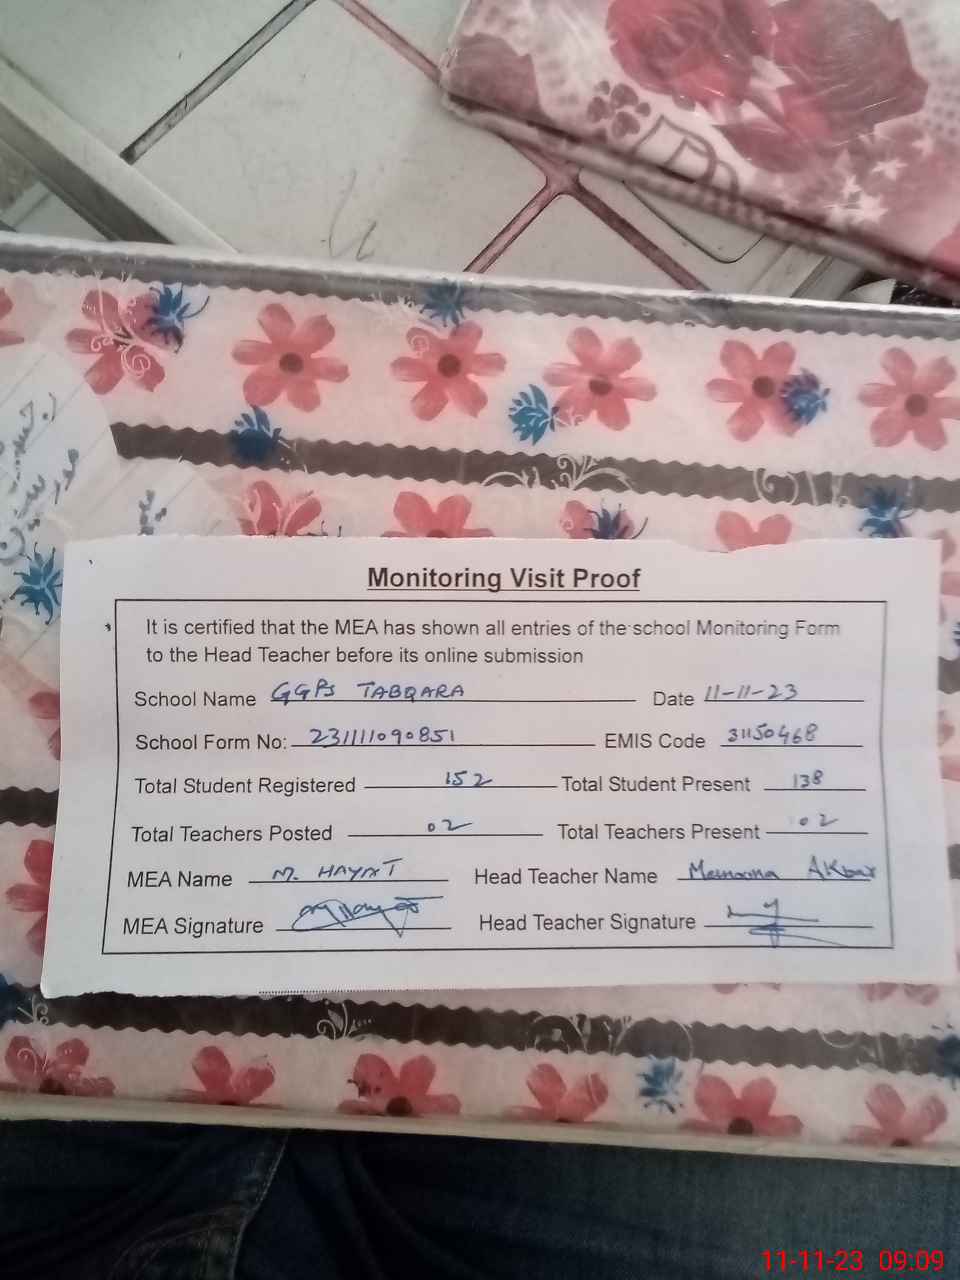 Monitoring Visit Proof
It is certified that the MEA has shown all entries of the school Monitoring Form
to the Head Teacher before its online submission
School Name GGPS TABQARA Date 11-11-23
School Form No: 231111090851 EMIS Code 31150468
Total Student Registered 152 Total Student Present 138
Total Teachers Posted 02 Total Teachers Present 02
MEA Name M. HAYAT Head Teacher Name Akbar
MEA Signature Head Teacher Signature
11-11-23 09:09